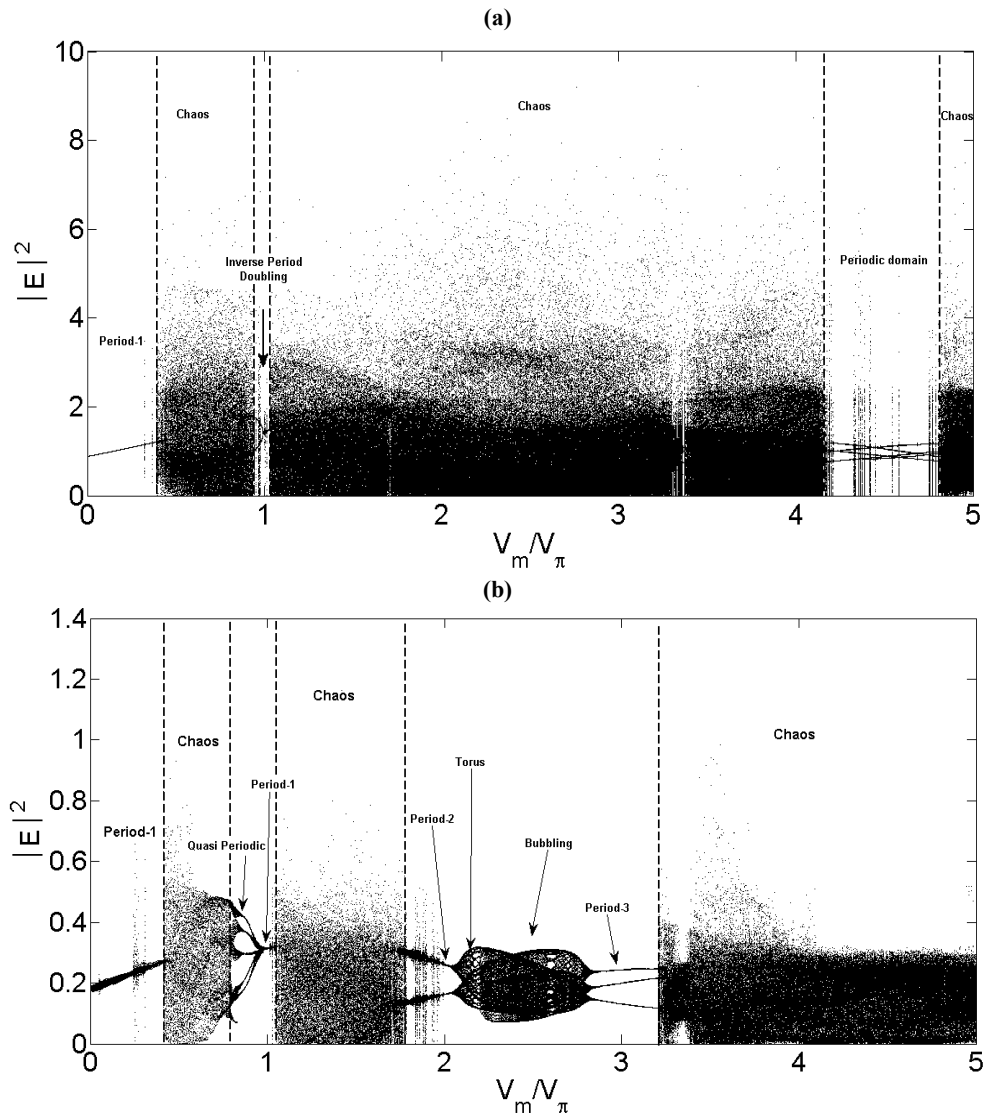 (a)
10
8
6
4
2
0
|E|²
Chaos
Chaos
Chaos
Inverse Period
Doubling
Periodic domain
Period-1
0
1
2
3
4
5
V_m/V_π
(b)
1.4
1.2
1
0.8
0.6
0.4
0.2
0
|E|²
Chaos
Chaos
Chaos
Torus
Period-1
Period-2
Period-1
Quasi Periodic
Bubbling
Period-3
0
1
2
3
4
5
V_m/V_π